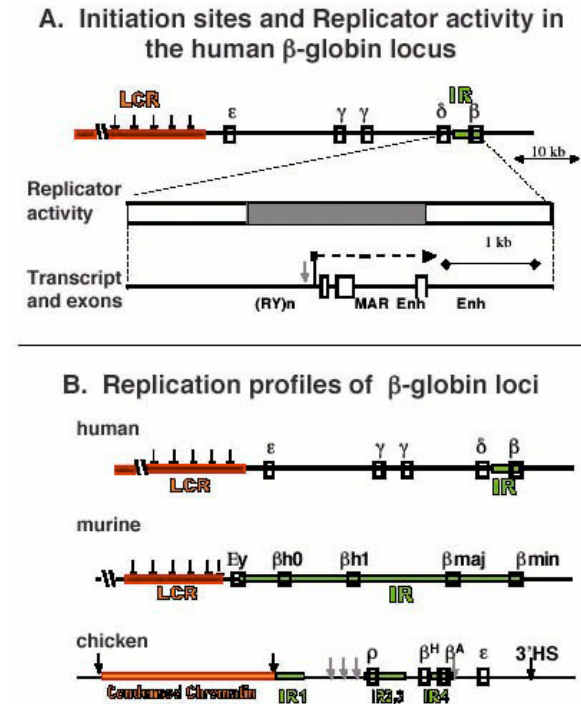 A. Initiation sites and Replicator activity in
the human β-globin locus
LCR
ε γ γ δ IR β
10 kb
Replicator
activity
1 kb
Transcript
and exons
(RY)n MAR Enh Enh
B. Replication profiles of β-globin loci
human
ε γ γ δ β
LCR IR
murine
Ey βh0 βh1 βmaj βmin
LCR IR
chicken
ρ β^H β^A ε 3'HS
Condensed Chromatin IR1 IR2,3 IR4